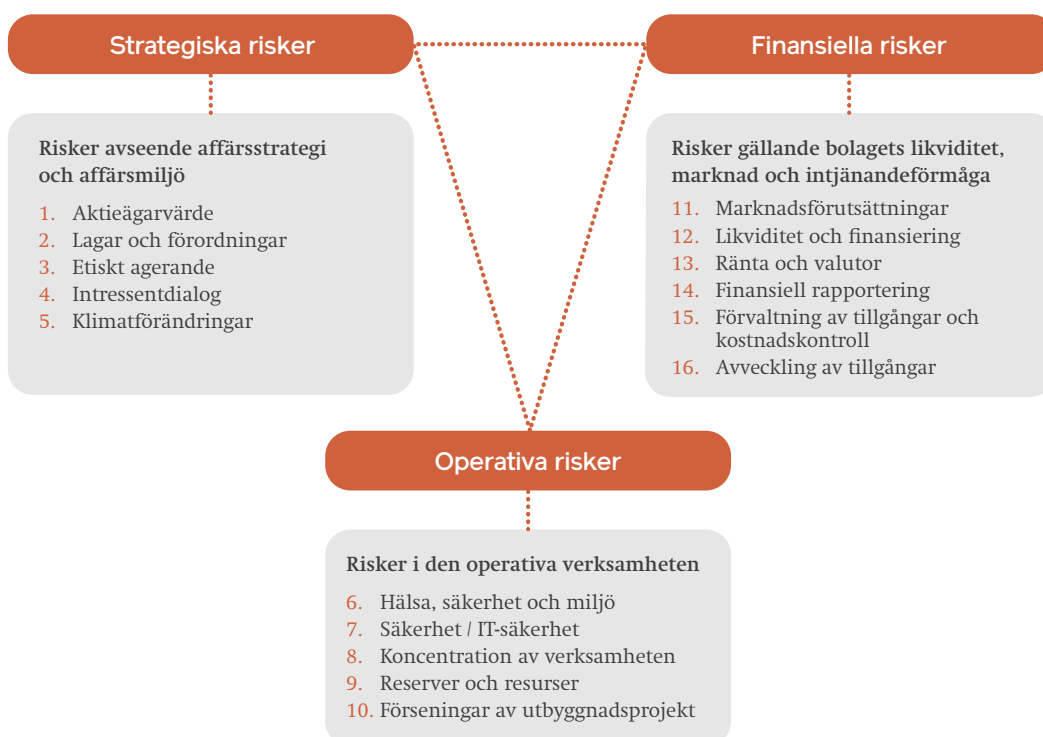 Strategiska risker
Risker avseende affärsstrategi
och affärsmiljö
1. Aktieägarvärde
2. Lagar och förordningar
3. Etiskt agerande
4. Intressentdialog
5. Klimatförändringar
Finansiella risker
Risker gällande bolagets likviditet,
marknad och intjänandeförmåga
11. Marknadsförutsättningar
12. Likviditet och finansiering
13. Ränta och valutor
14. Finansiell rapportering
15. Förvaltning av tillgångar och
kostnadskontroll
16. Avveckling av tillgångar
Operativa risker
Risker i den operativa verksamheten
6. Hälsa, säkerhet och miljö
7. Säkerhet / IT-säkerhet
8. Koncentration av verksamheten
9. Reserver och resurser
10. Förseningar av utbyggnadsprojekt